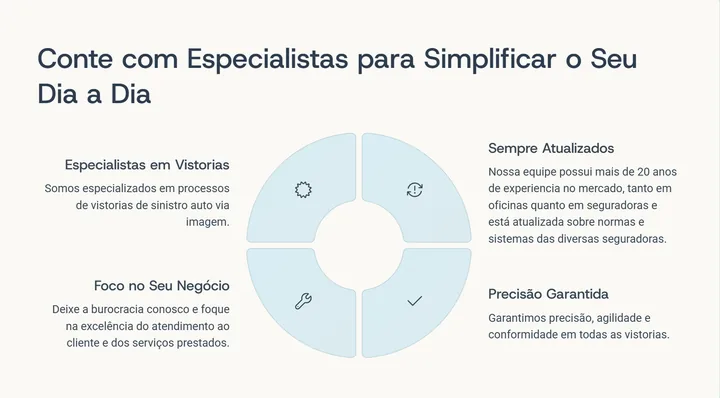 Conte com Especialistas para Simplificar o Seu
Dia a Dia
Especialistas em Vistorias
Somos especializados em processos
de vistorias de sinistro auto via
imagem.
Sempre Atualizados
Nossa equipe possui mais de 20 anos
de experiencia no mercado, tanto em
oficinas quanto em seguradoras e
está atualizada sobre normas e
sistemas das diversas seguradoras.
Foco no Seu Negócio
Deixe a burocracia conosco e foque
na excelência do atendimento ao
cliente e dos serviços prestados.
Precisão Garantida
Garantimos precisão, agilidade e
conformidade em todas as vistorias.